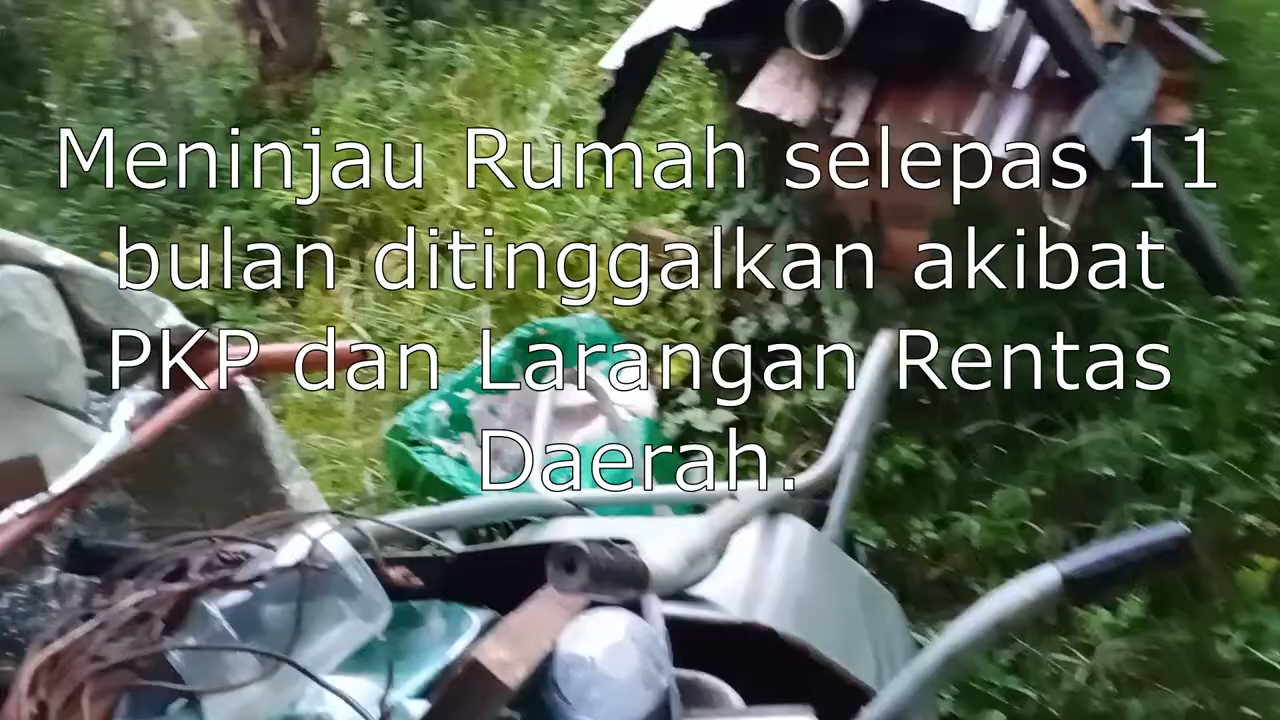 Meninjau Rumah selepas 11
bulan ditinggalkan akibat
PKP dan Larangan Rentas
Daerah.